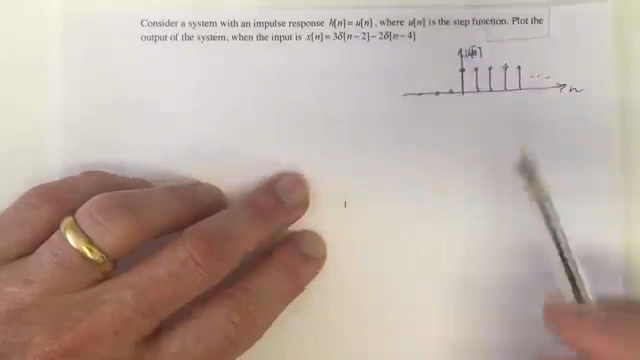 Consider a system with an impulse response h[n]=u[n], where u[n] is the step function. Plot the
output of the system, when the input is x[n]=3δ[n−2]−2δ[n−4]
u[n]
...
n
1